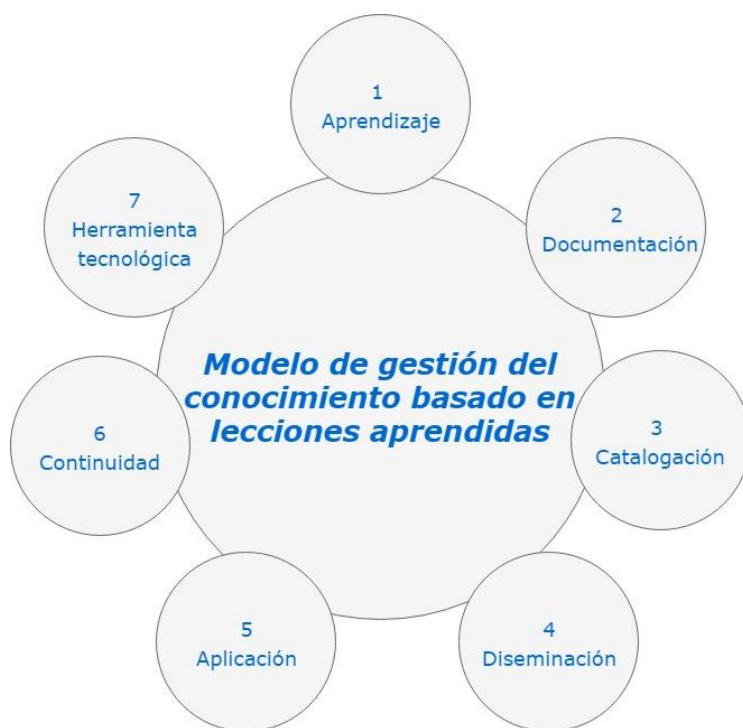 1
Aprendizaje
2
Documentación
3
Catalogación
4
Diseminación
5
Aplicación
6
Continuidad
7
Herramienta
tecnológica
Modelo de gestión del
conocimiento basado en
lecciones aprendidas